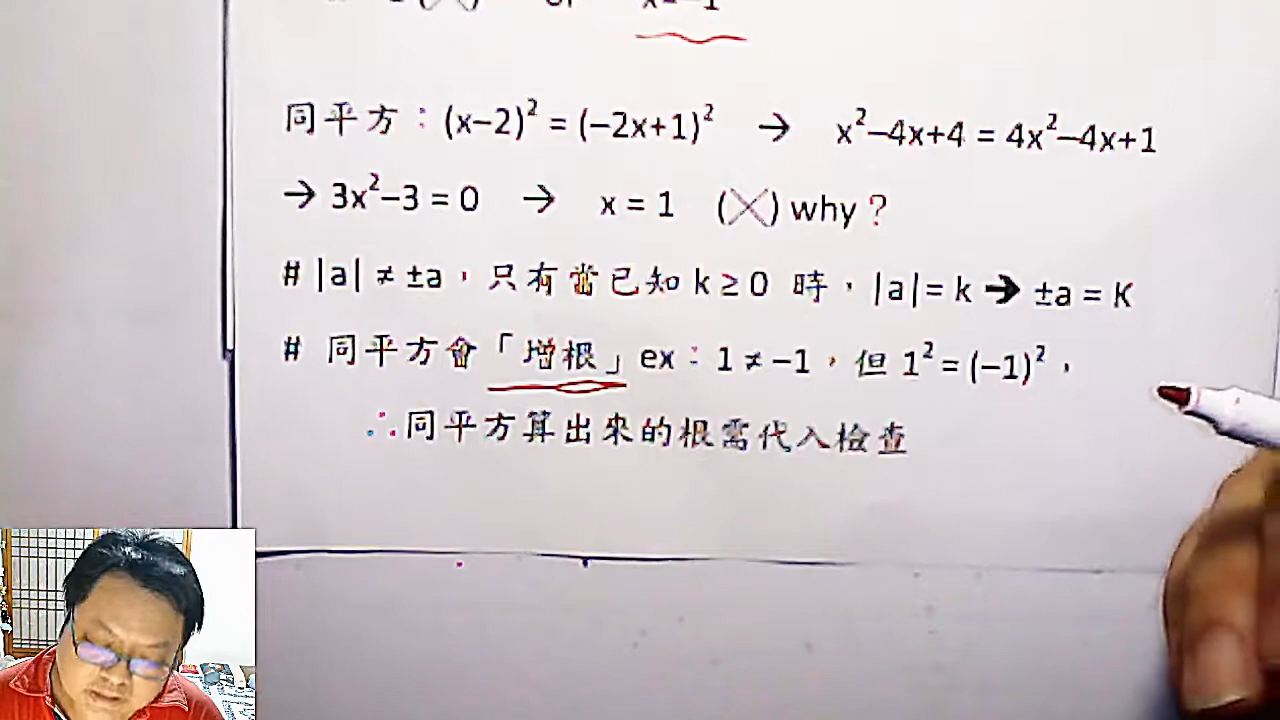 x=−1
同平方：(x−2)² = (−2x+1)² → x²−4x+4 = 4x²−4x+1
→ 3x²−3 = 0 → x = 1 (╳) why？
# |a| ≠ ±a，只有當已知 k ≥ 0 時，|a|= k ➔ ±a = K
# 同平方會「增根」ex：1 ≠ −1，但 1² = (−1)²，
∴同平方算出來的根需代入檢查